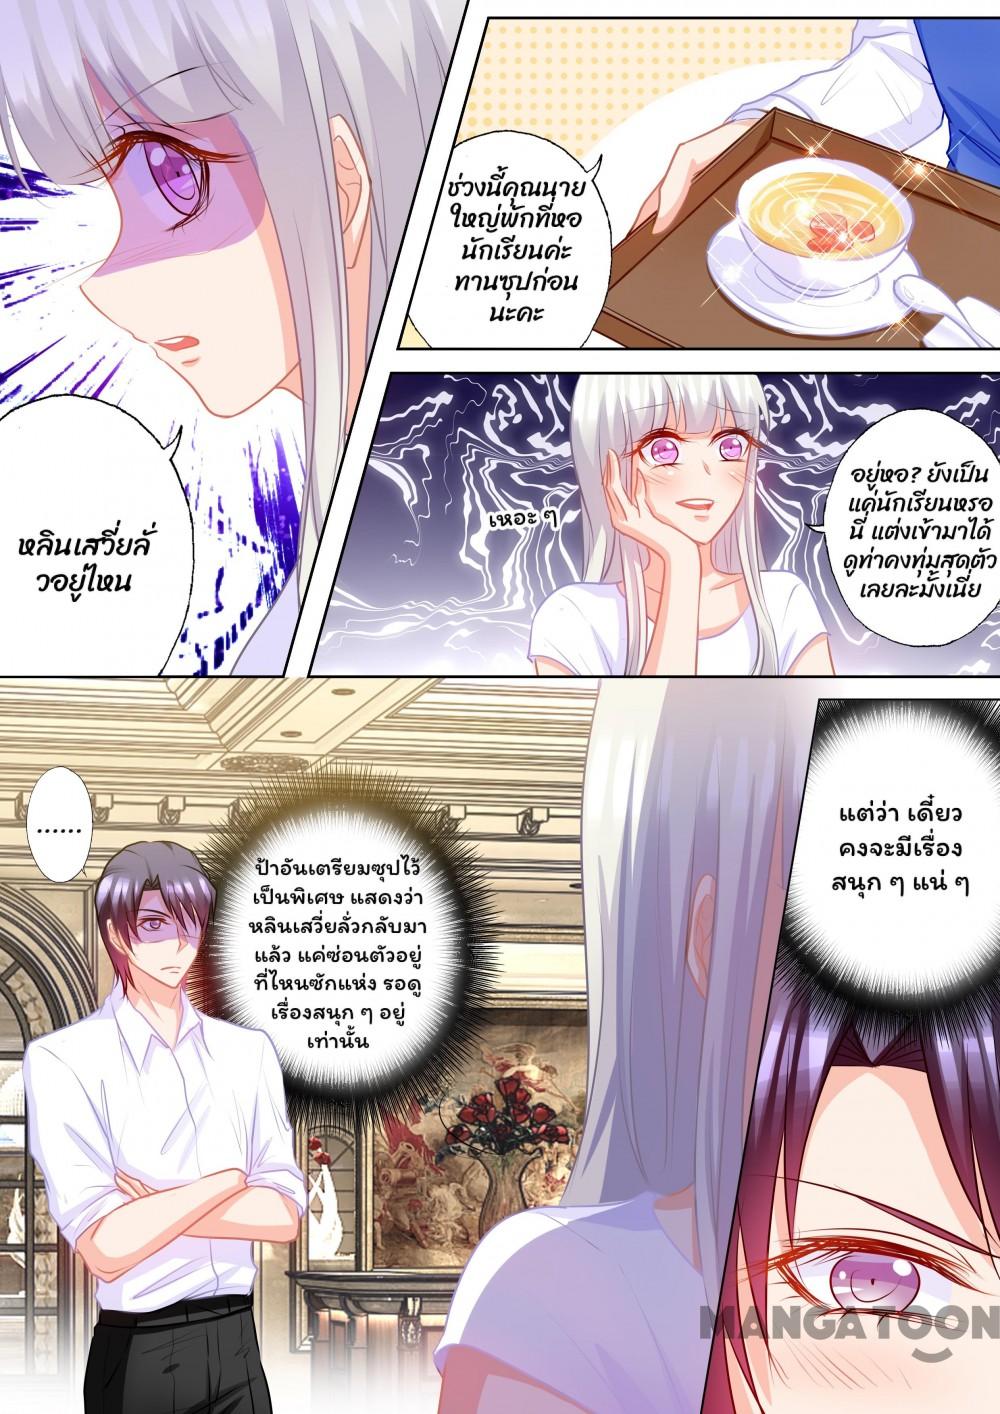 หลินเสวี่ยลั่
วอยู่ไหน
ช่วงนี้คุณนาย
ใหญ่พักที่หอ
นักเรียนค่ะ
ทานซุปก่อน
นะคะ
เหอะ ๆ
อยู่หอ? ยังเป็น
แค่นักเรียนหรอ
นี่ แต่งเข้ามาได้
ดูท่าคงทุ่มสุดตัว
เลยละมั้งเนี่ย
......
ป้าอันเตรียมซุปไว้
เป็นพิเศษ แสดงว่า
หลินเสวี่ยลั่วกลับมา
แล้ว แค่ซ่อนตัวอยู่
ที่ไหนซักแห่ง รอดู
เรื่องสนุก ๆ อยู่
เท่านั้น
แต่ว่า เดี๋ยว
คงจะมีเรื่อง
สนุก ๆ แน่ ๆ
MANGATOON